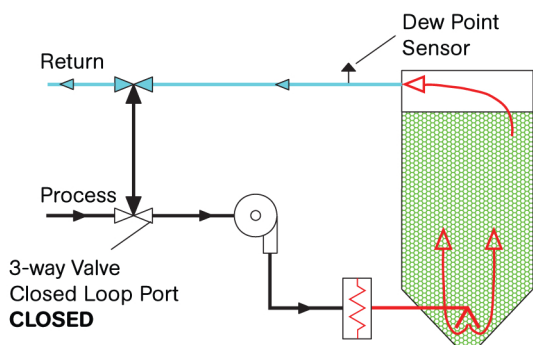 Dew Point
Sensor
Return
Process
3-way Valve
Closed Loop Port
CLOSED